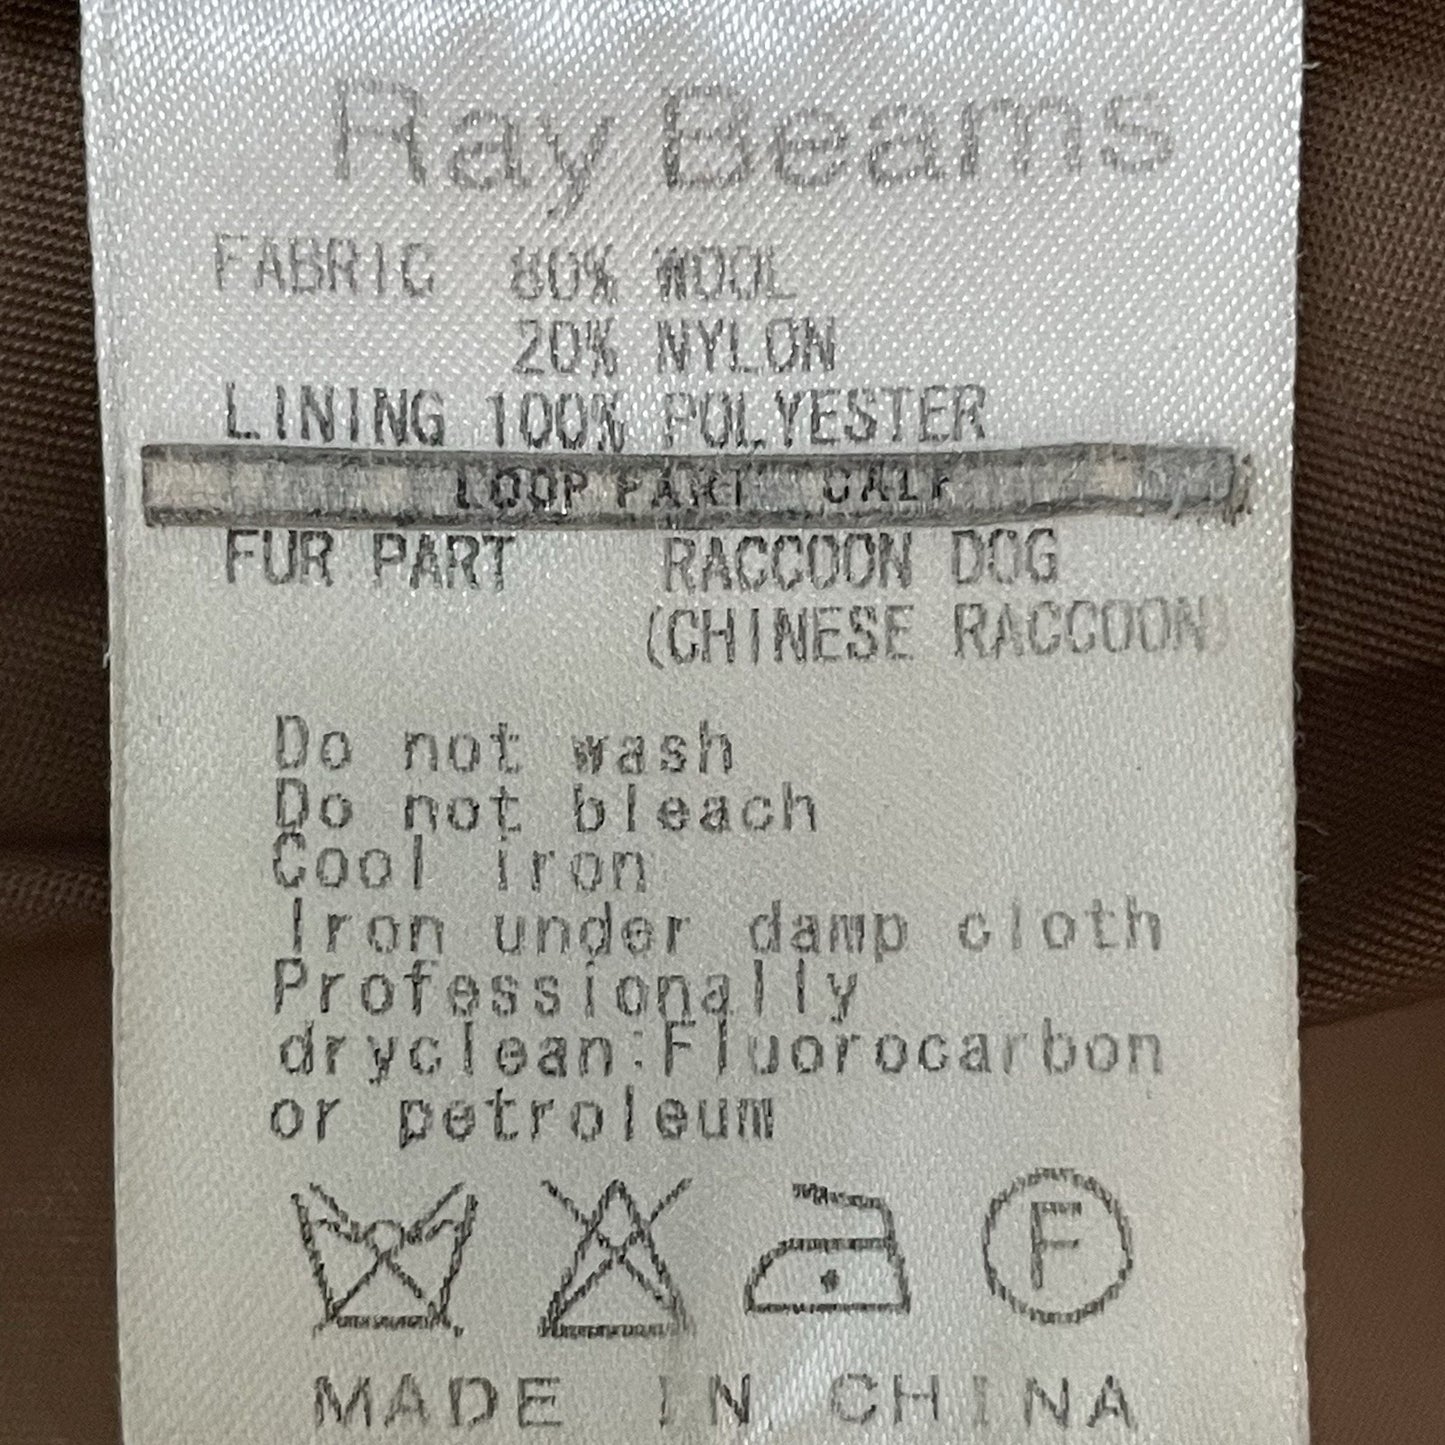 Ray Beams
FABRIC 80% WOOL
20% NYLON
LINING 100% POLYESTER
LOOP PART CALF
FUR PART RACCOON DOG
(CHINESE RACCOON)
Do not wash
Do not bleach
Cool iron
Iron under damp cloth
Professionally
dryclean:Fluorocarbon
or petroleum
F
MADE IN CHINA